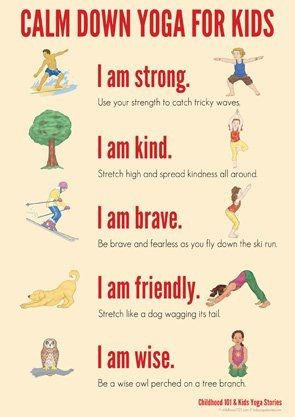 CALM DOWN YOGA FOR KIDS
I am strong.
Use your strength to catch tricky waves.
I am kind.
Stretch high and spread kindness all around.
I am brave.
Be brave and fearless as you fly down the ski run.
I am friendly.
Stretch like a dog wagging its tail.
I am wise.
Be a wise owl perched on a tree branch.
Childhood 101 & Kids Yoga Stories